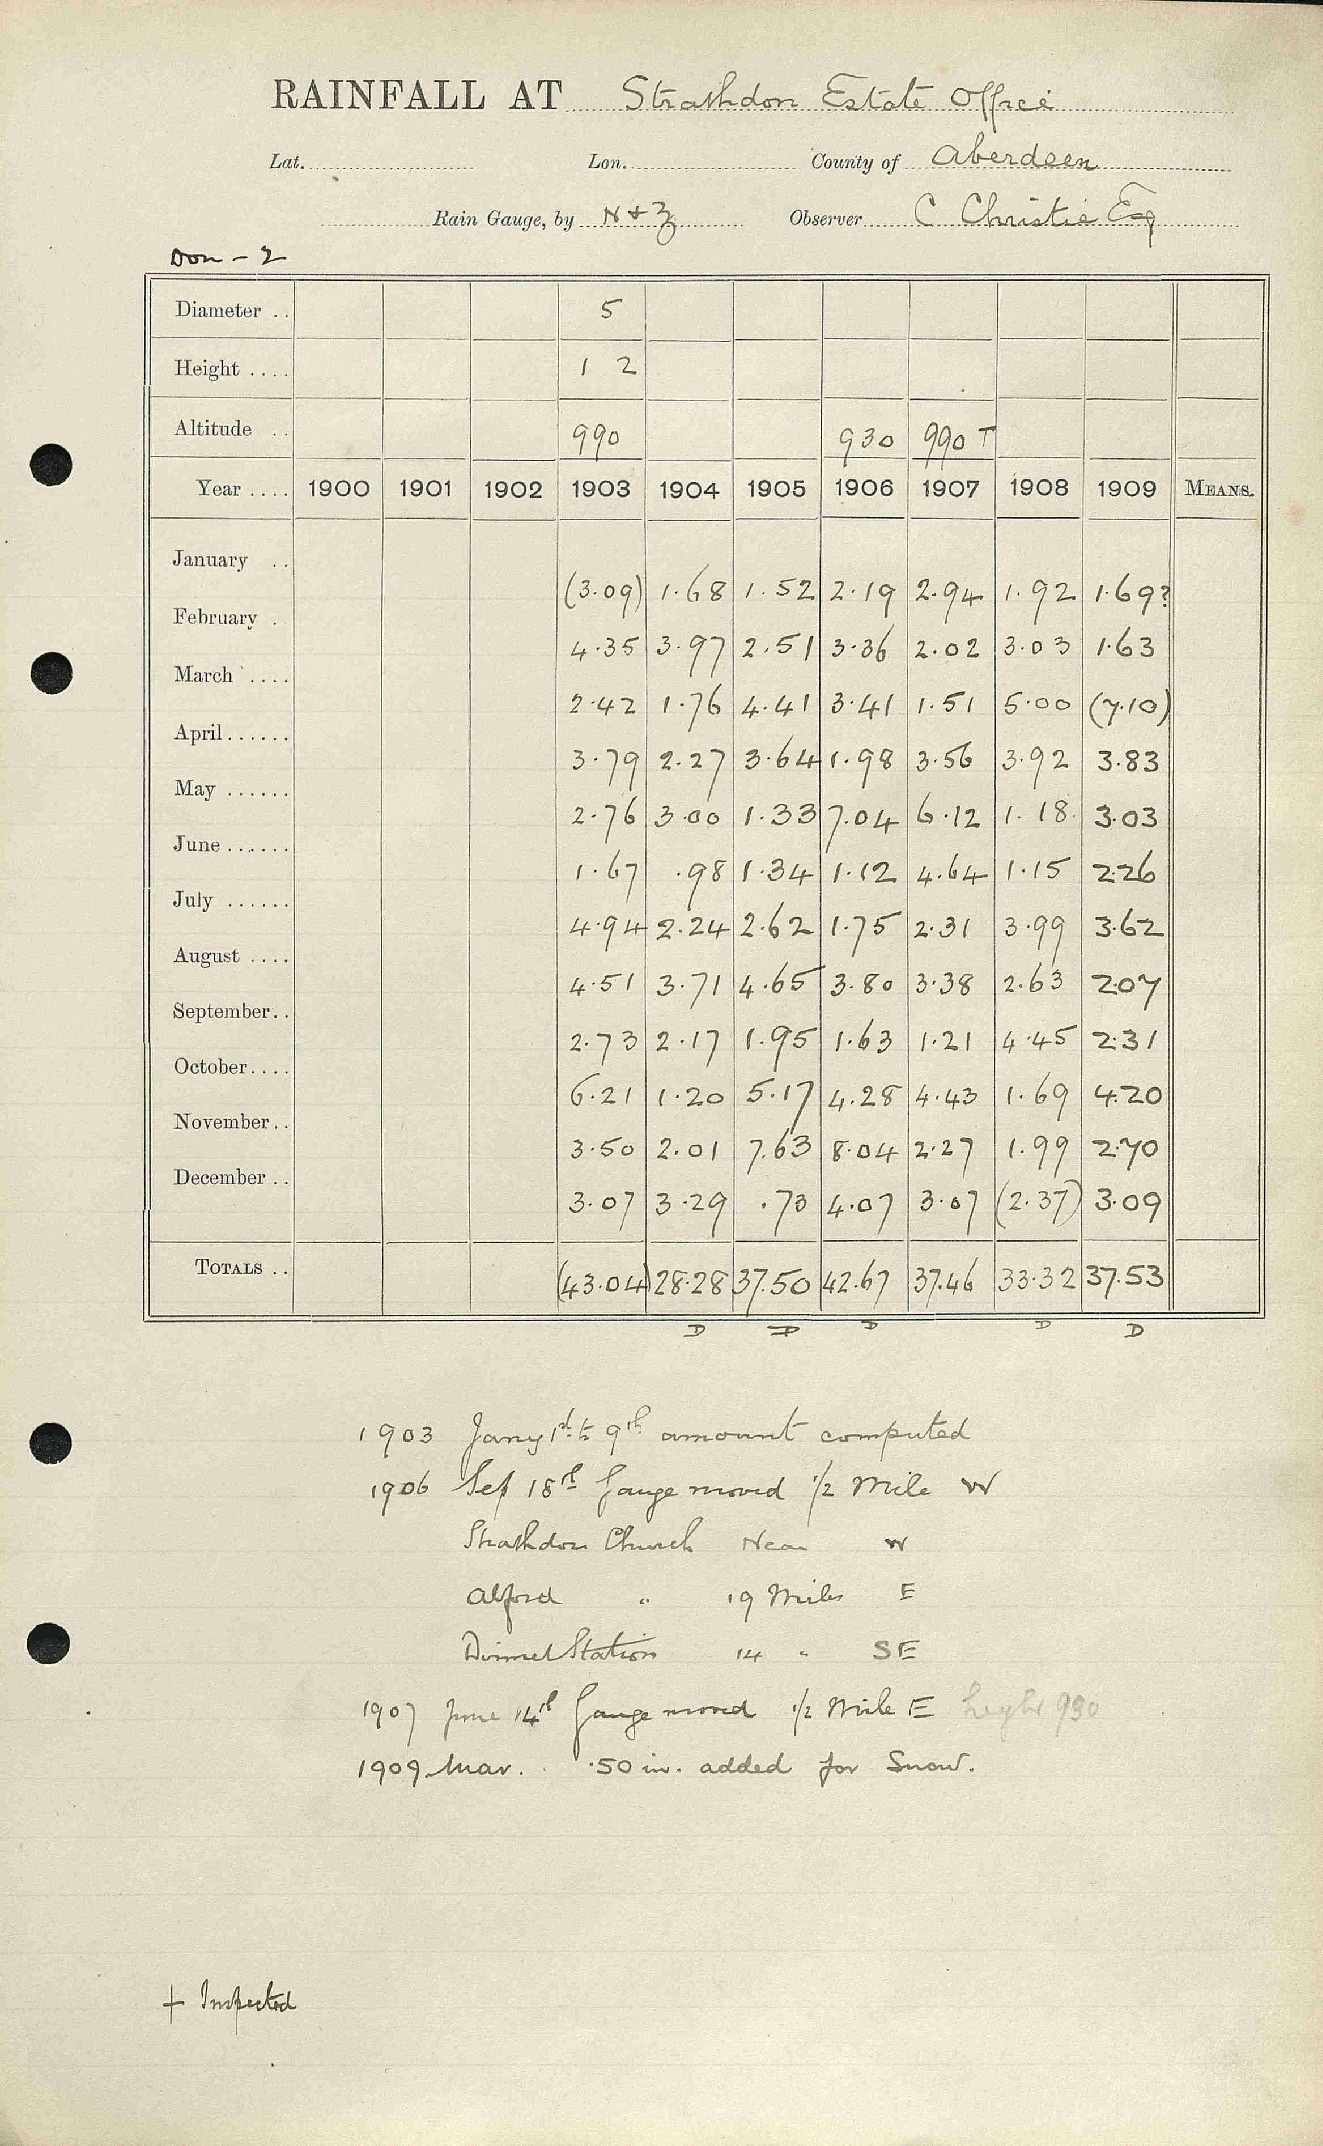 RAINFALL AT Strathdon Estate Office
Lat. Lon. County of Aberdeen
Rain Gauge, by N & Z Observer C Christie Esq
Don - 2
Diameter .. 5
Height .... 1 2
Altitude .. 990 930 990 T
Year .... 1900 1901 1902 1903 1904 1905 1906 1907 1908 1909 MEANS.
January .. (3.09) 1.68 1.52 2.19 2.94 1.92 1.69?
February . 4.35 3.97 2.51 3.36 2.02 3.03 1.63
March .... 2.42 1.76 4.41 3.41 1.51 5.00 (7.10)
April...... 3.79 2.27 3.64 1.98 3.56 3.92 3.83
May ...... 2.76 3.00 1.33 7.04 6.12 1.18 3.03
June...... 1.67 .98 1.34 1.12 4.64 1.15 2.26
July ...... 4.94 2.24 2.62 1.75 2.31 3.99 3.62
August .... 4.51 3.71 4.65 3.80 3.38 2.63 2.07
September.. 2.73 2.17 1.95 1.63 1.21 4.45 2.31
October.... 6.21 1.20 5.17 4.28 4.43 1.69 4.20
November.. 3.50 2.01 7.63 8.04 2.27 1.99 2.70
December .. 3.07 3.29 .73 4.07 3.07 (2.37) 3.09
TOTALS .. (43.04) 28.28 37.50 42.67 37.46 33.32 37.53
D D D D D
1903 Jany 1st to 9th amount computed
1906 Sep 18th Gauge moved 1/2 Mile W
Strathdon Church Near W
Alford " 19 Miles E
Dinnet Station 14 " SE
1907 June 14th Gauge moved 1/2 Mile E height 930
1909 Mar. .50 in. added for Snow.
+ Inspected